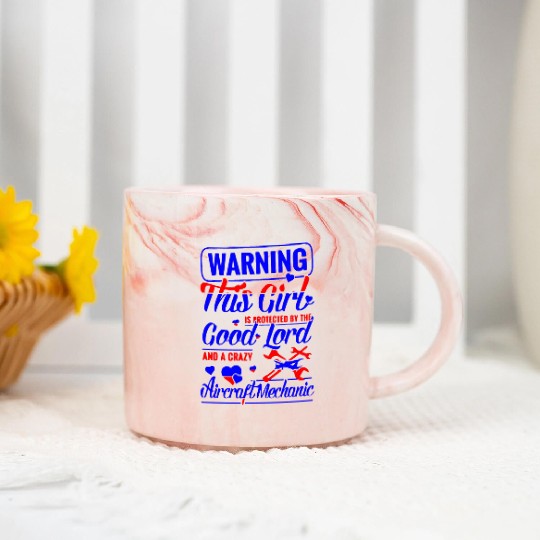 WARNING
This Girl
IS PROTECTED BY THE
Good Lord
AND A CRAZY
Aircraft Mechanic